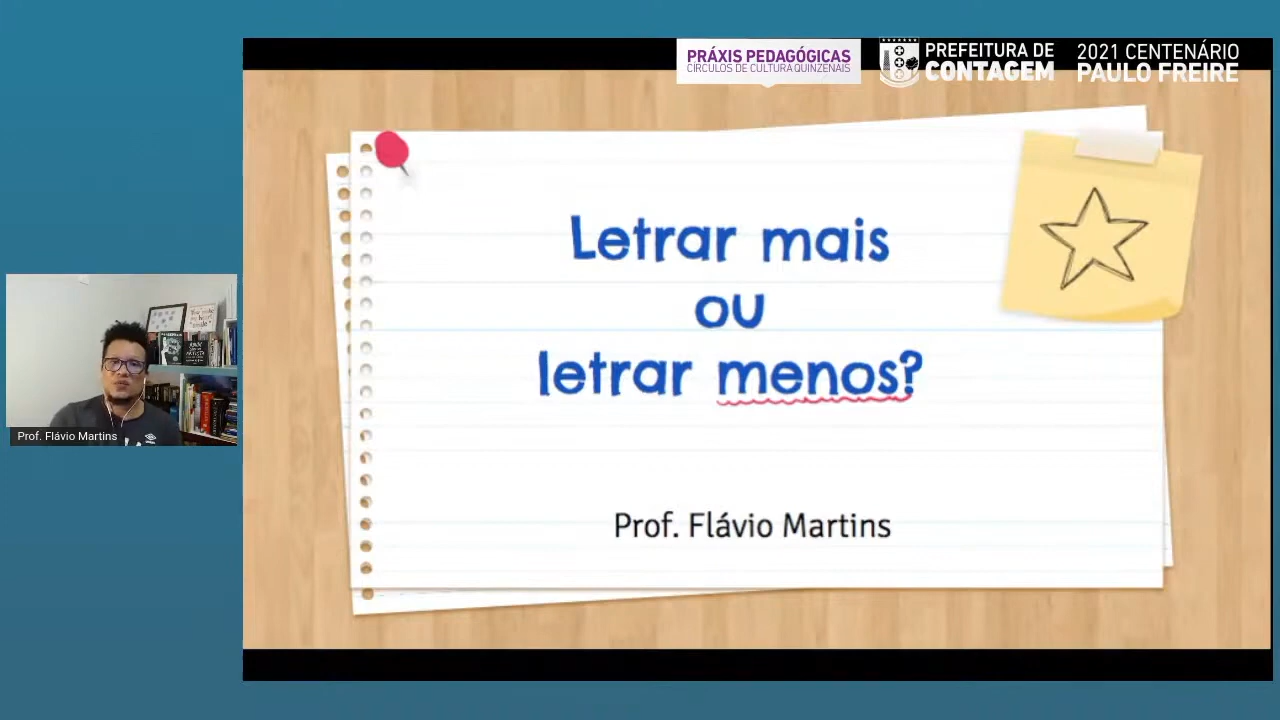 PRÁXIS PEDAGÓGICAS
CÍRCULOS DE CULTURA QUINZENAIS
PREFEITURA DE
CONTAGEM
2021 CENTENÁRIO
PAULO FREIRE
Letrar mais
ou
letrar menos?
Prof. Flávio Martins
Prof. Flávio Martins